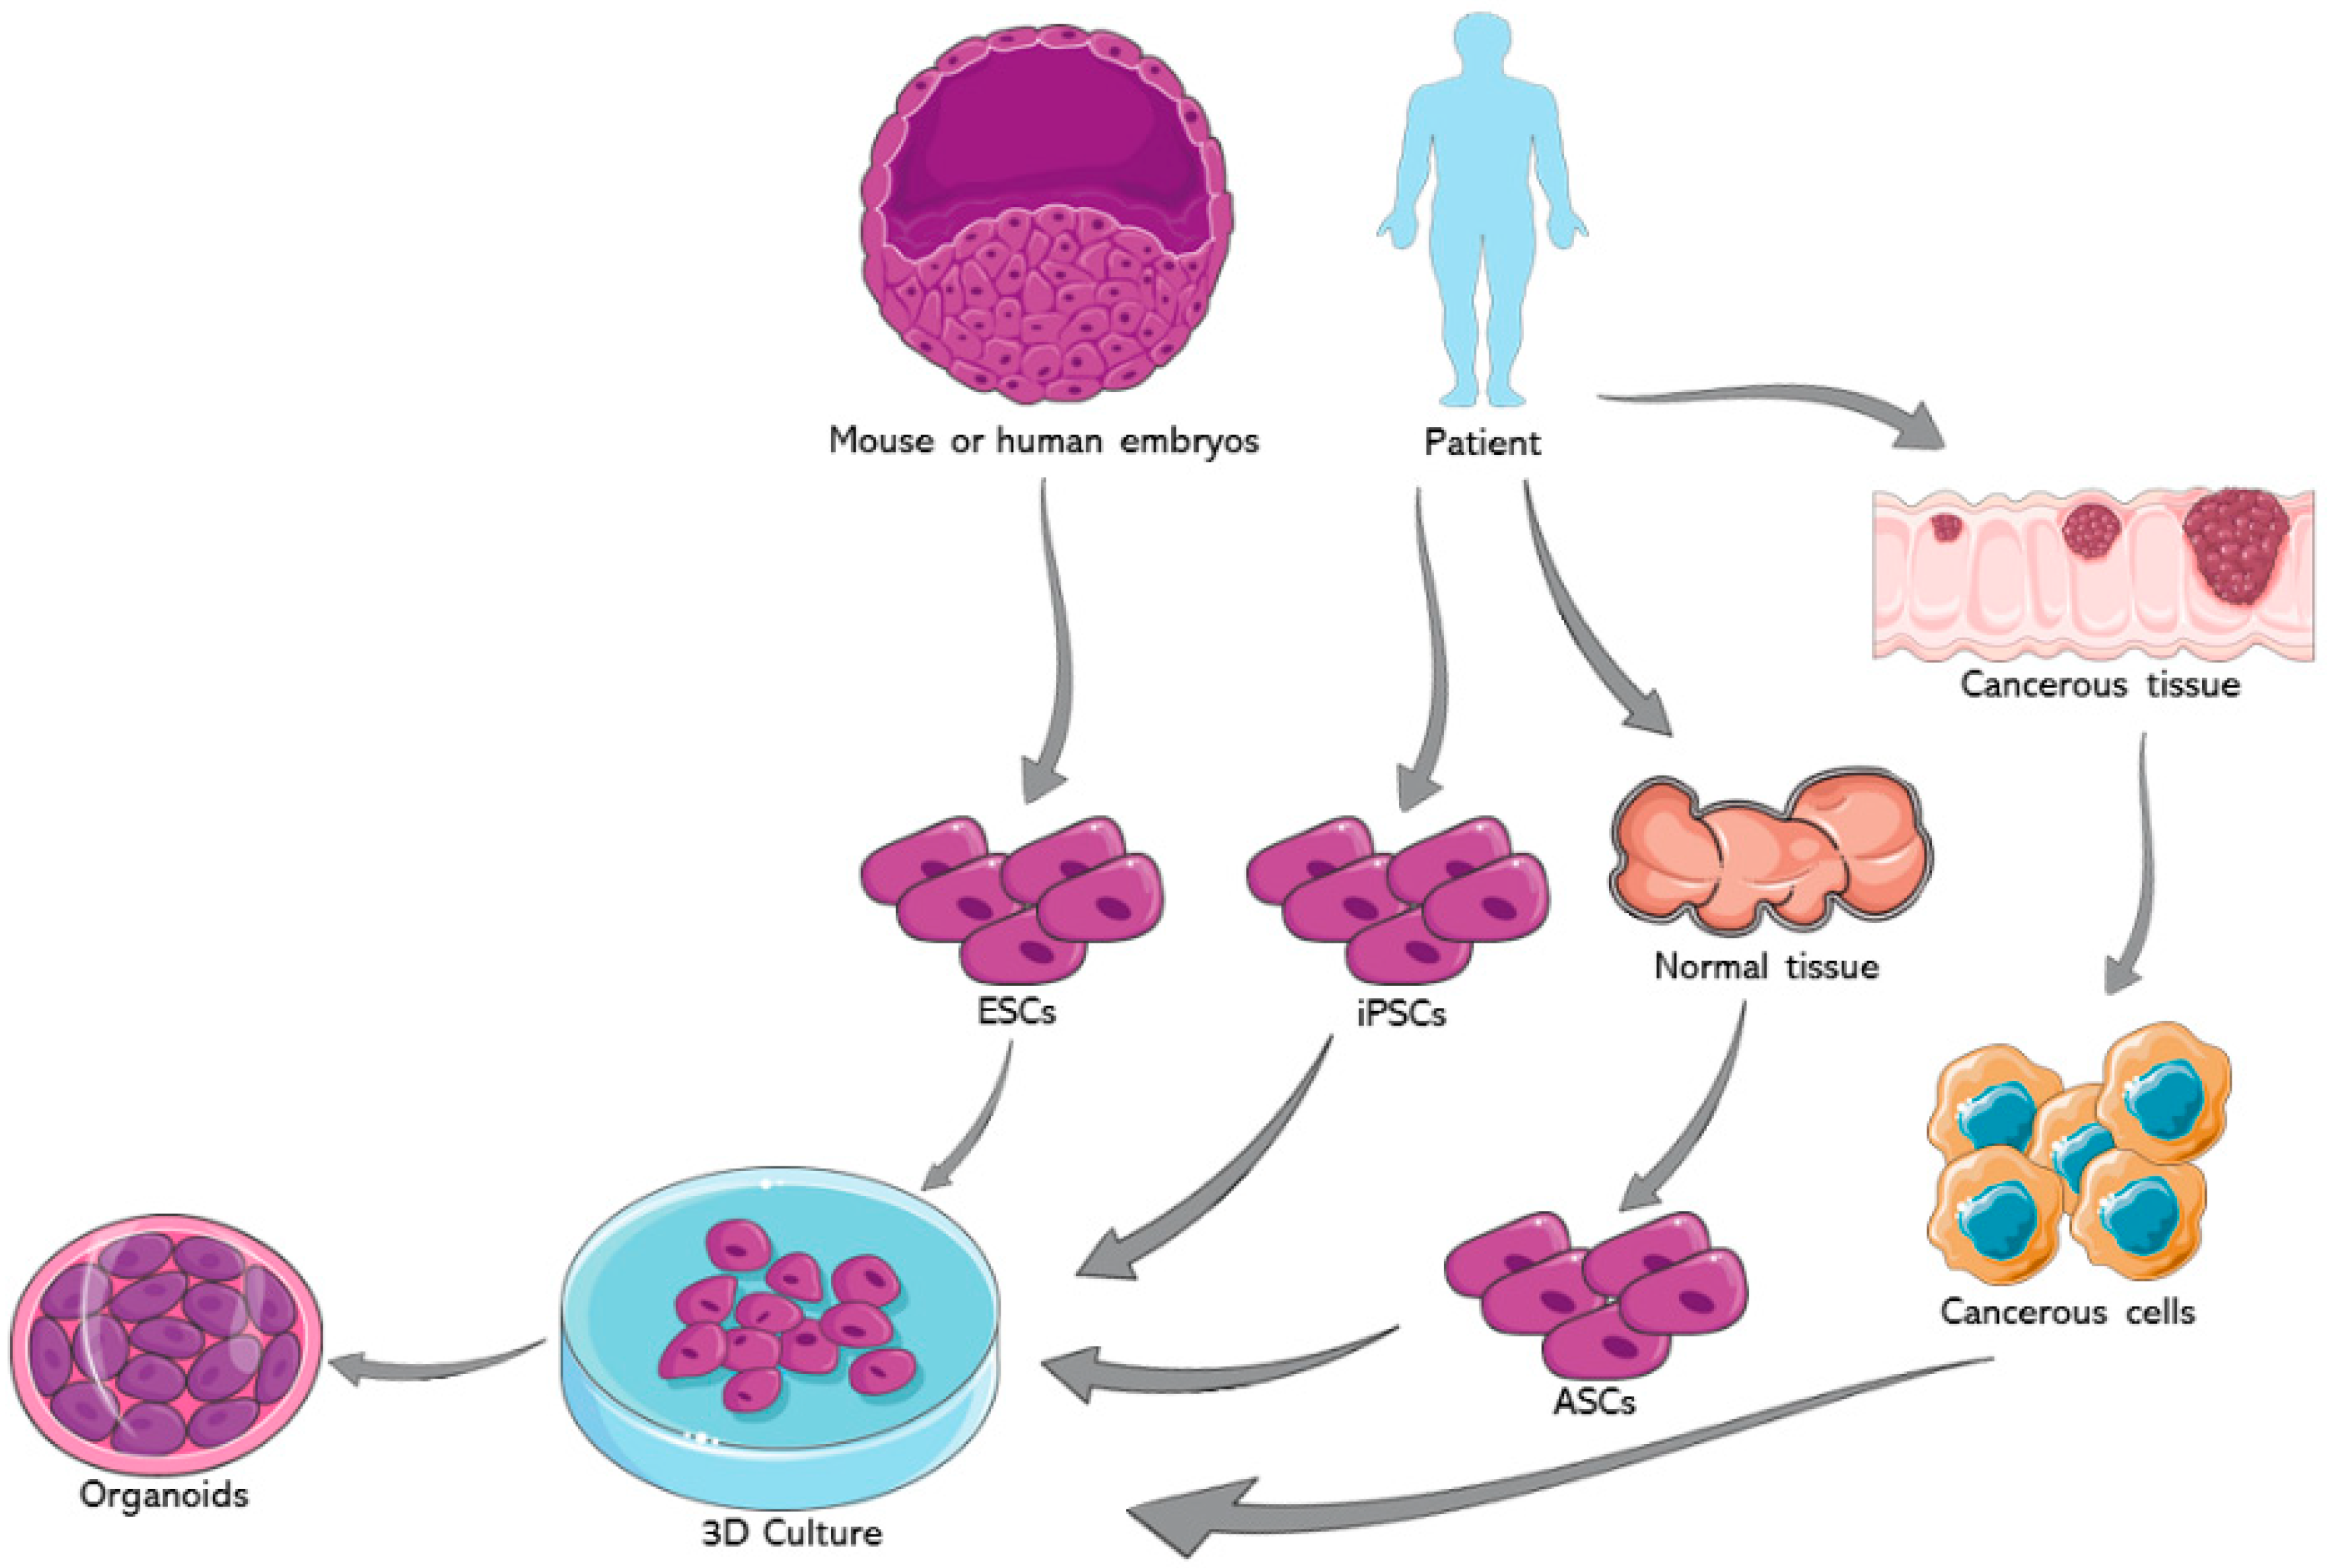 Mouse or human embryos
Patient
Cancerous tissue
Normal tissue
ESCs
iPSCs
Cancerous cells
ASCs
Organoids
3D Culture